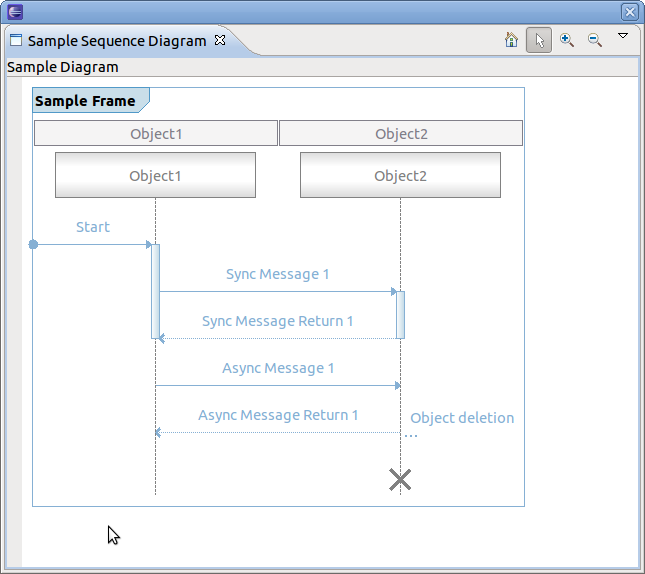 Sample Sequence Diagram
Sample Diagram
Sample Frame
Object1 Object2
Object1 Object2
Start
Sync Message 1
Sync Message Return 1
Async Message 1
Async Message Return 1
Object deletion
...